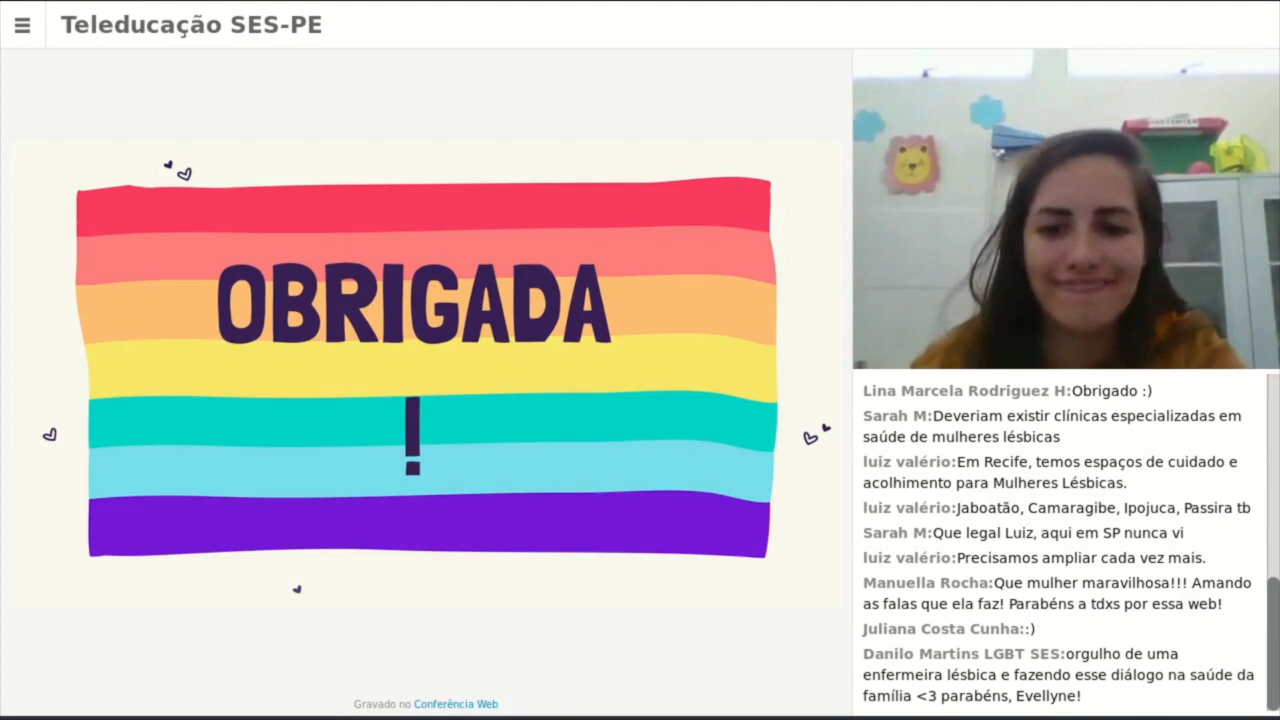 Teleducação SES-PE
OBRIGADA
!
Gravado no Conferência Web
Lina Marcela Rodriguez H:Obrigado :)
Sarah M:Deveriam existir clínicas especializadas em
saúde de mulheres lésbicas
luiz valério:Em Recife, temos espaços de cuidado e
acolhimento para Mulheres Lésbicas.
luiz valério:Jaboatão, Camaragibe, Ipojuca, Passira tb
Sarah M:Que legal Luiz, aqui em SP nunca vi
luiz valério:Precisamos ampliar cada vez mais.
Manuella Rocha:Que mulher maravilhosa!!! Amando
as falas que ela faz! Parabéns a tdxs por essa web!
Juliana Costa Cunha::)
Danilo Martins LGBT SES:orgulho de uma
enfermeira lésbica e fazendo esse diálogo na saúde da
família <3 parabéns, Evellyne!